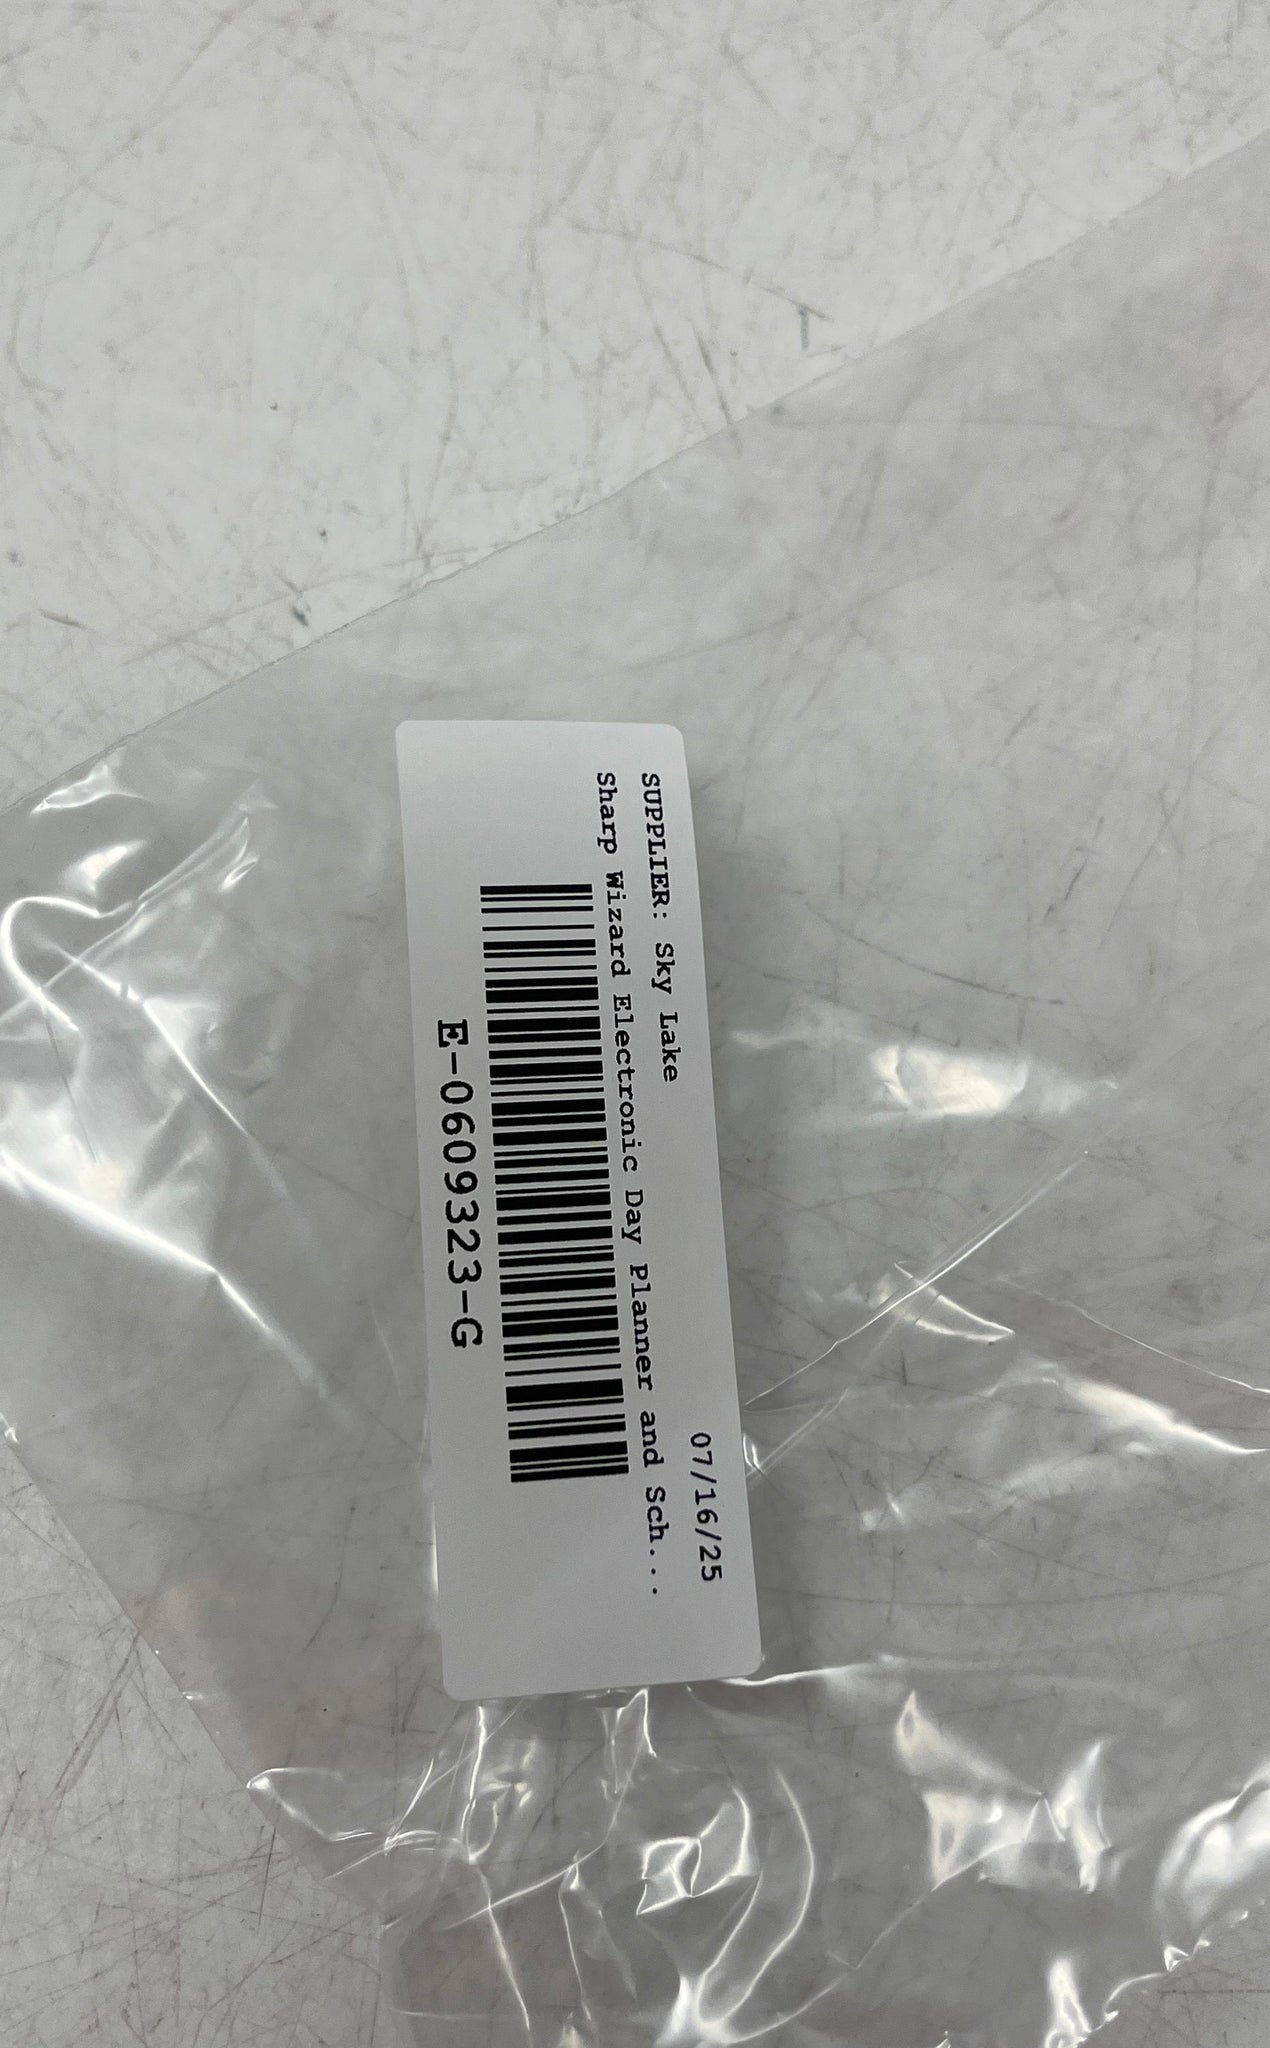 SUPPLIER: Sky Lake 07/16/25
Sharp Wizard Electronic Day Planner and Sch...
E-0609323-G